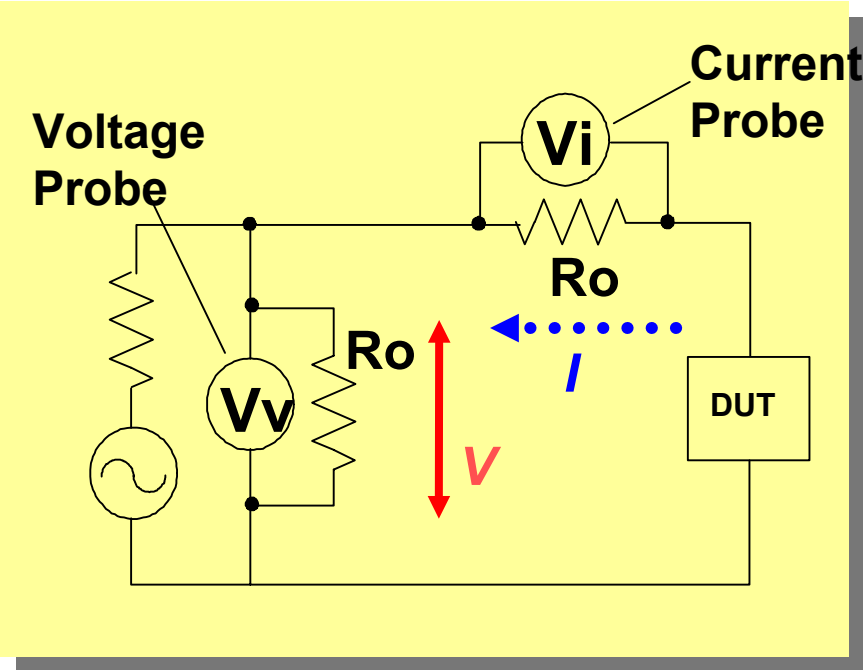 Current
Probe
Voltage
Probe
Vi
Ro
Ro
I
DUT
Vv
V